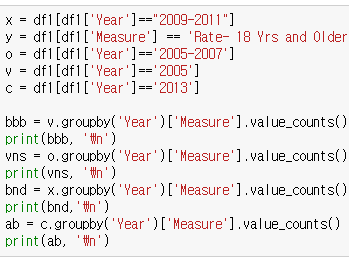 x = df1[df1['Year']=="2009-2011"]
y = df1[df1['Measure'] == 'Rate- 18 Yrs and Older
o = df1[df1['Year']=='2005-2007']
v = df1[df1['Year']=='2005']
c = df1[df1['Year']=='2013']
bbb = v.groupby('Year')['Measure'].value_counts()
print(bbb, '₩n')
vns = o.groupby('Year')['Measure'].value_counts()
print(vns, '₩n')
bnd = x.groupby('Year')['Measure'].value_counts()
print(bnd,'₩n')
ab = c.groupby('Year')['Measure'].value_counts()
print(ab, '₩n')